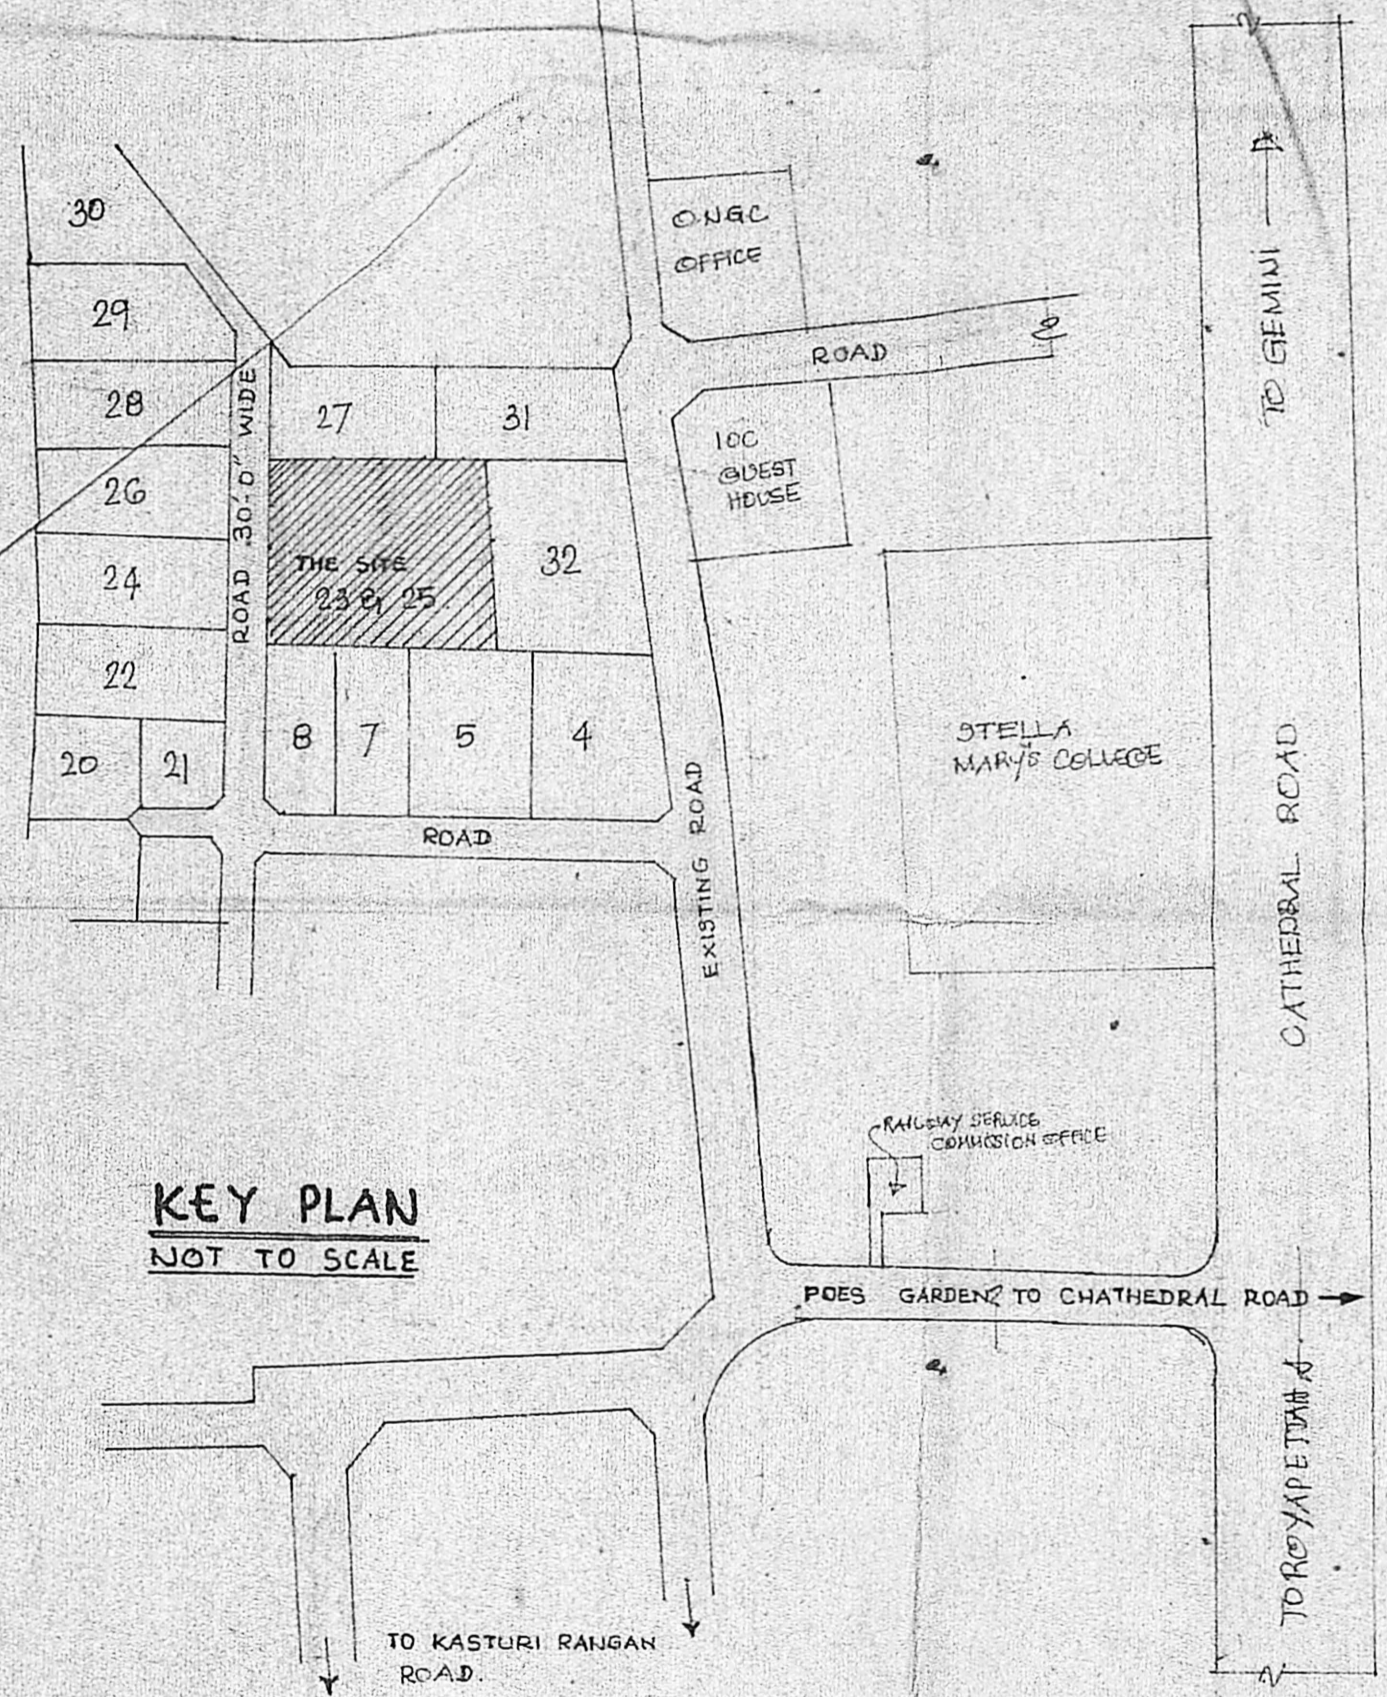 30
29
28
26
24
22
20
21
27
31
THE SITE
23 & 25
32
8
7
5
4
ROAD 30'-0" WIDE
ROAD
EXISTING ROAD
O.N.G.C
OFFICE
ROAD
IOC
GUEST
HOUSE
STELLA
MARY'S COLLEGE
TO GEMINI
CATHEDRAL ROAD
RAILWAY SERVICE
COMMISSION OFFICE
KEY PLAN
NOT TO SCALE
POES GARDEN TO CHATHEDRAL ROAD
TO ROYAPETTAH
TO KASTURI RANGAN
ROAD.